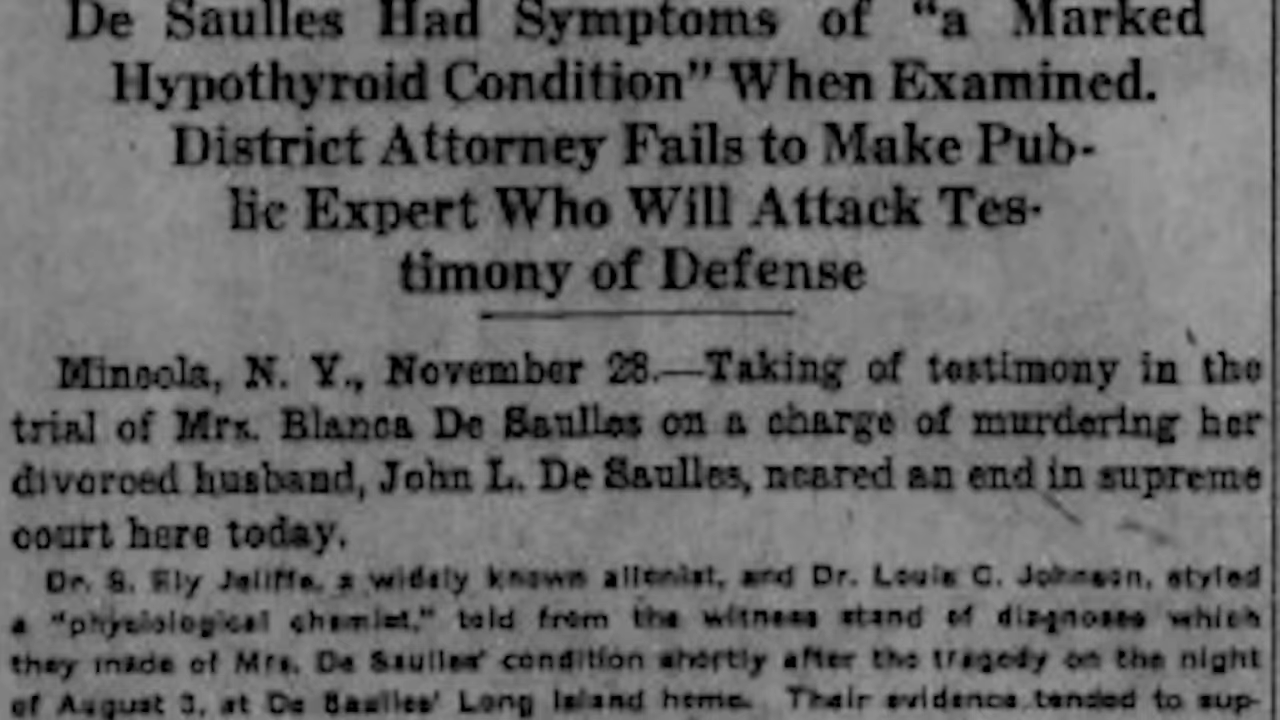 De Saulles Had Symptoms of "a Marked
Hypothyroid Condition" When Examined.
District Attorney Fails to Make Pub-
lic Expert Who Will Attack Tes-
timony of Defense
Mineola, N. Y., November 28.—Taking of testimony in the
trial of Mrs. Blanca De Saulles on a charge of murdering her
divorced husband, John L. De Saulles, neared an end in supreme
court here today.
Dr. S. Ely Jeliffe, a widely known alienist, and Dr. Louis C. Johnson, styled
a "physiological chemist," told from the witness stand of diagnoses which
they made of Mrs. De Saulles' condition shortly after the tragedy on the night
of August 3, at De Saulles' Long Island home. Their evidence tended to sup-